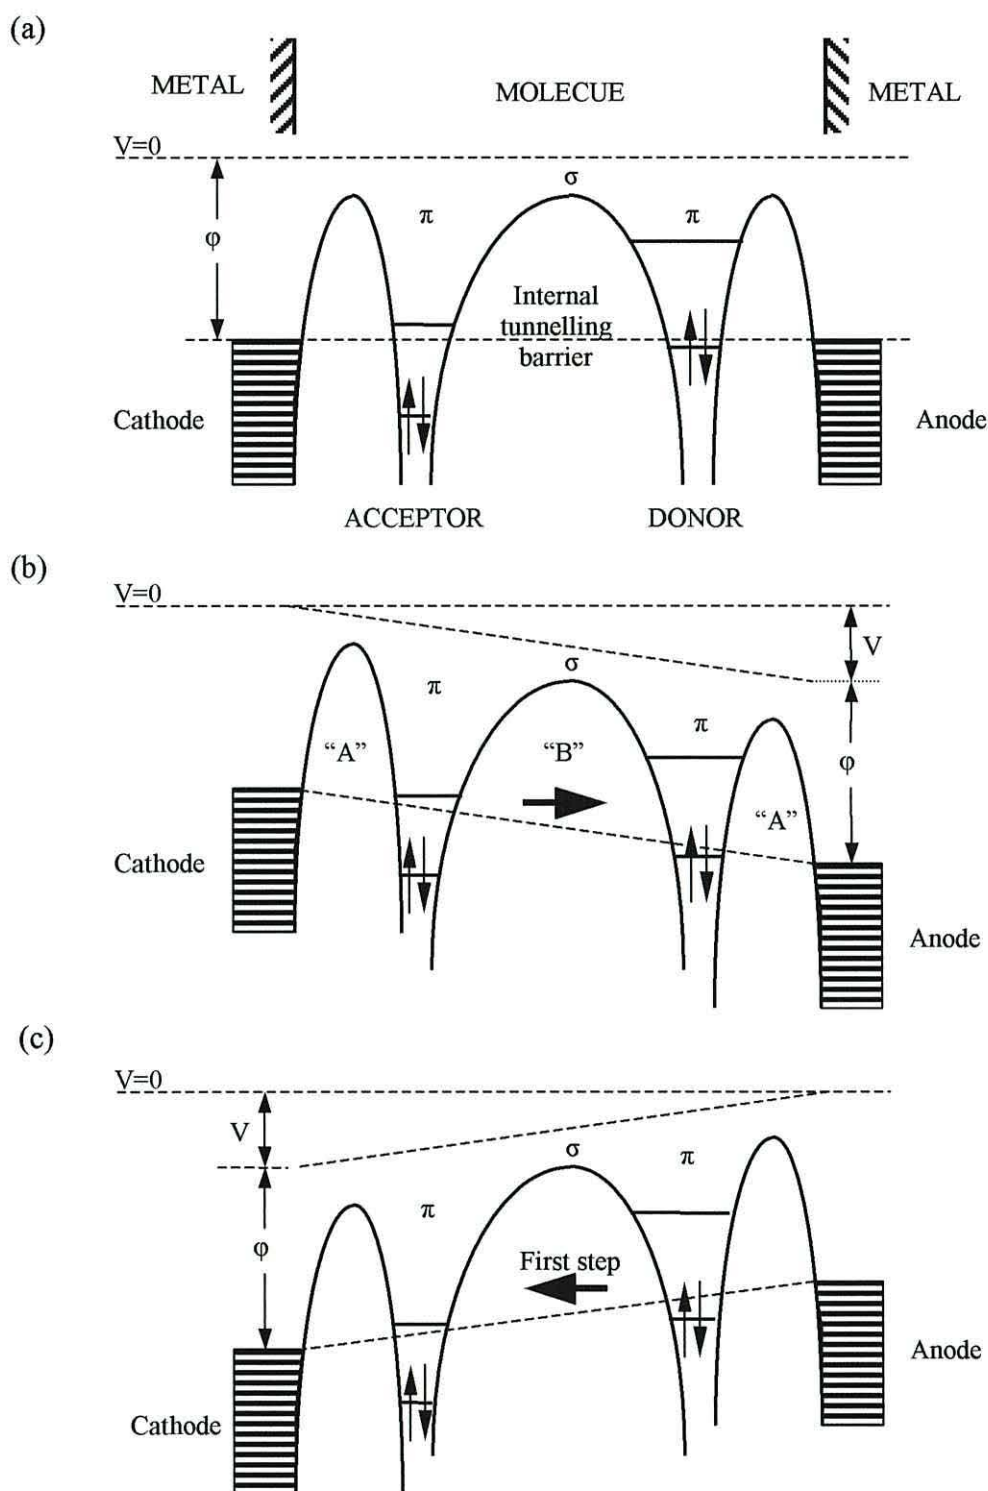 (a)
METAL
MOLECUE
METAL
V=0
σ
π
π
φ
Internal
tunnelling
barrier
Cathode
Anode
ACCEPTOR
DONOR
(b)
V=0
V
σ
π
π
“A”
“B”
φ
“A”
Cathode
Anode
(c)
V=0
V
σ
π
π
φ
First step
Anode
Cathode